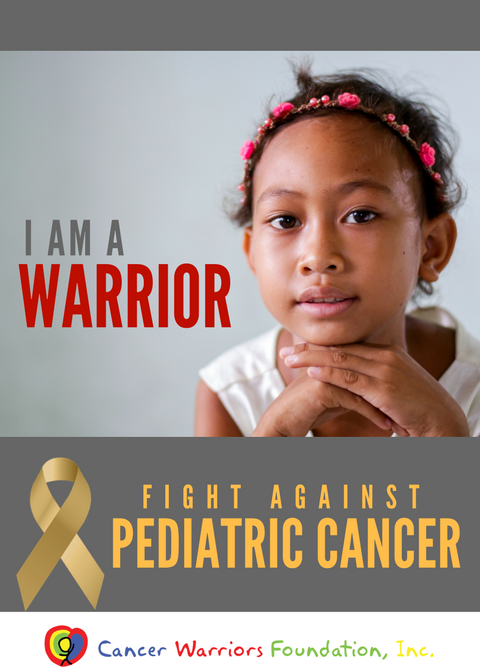 I AM A
WARRIOR
FIGHT AGAINST
PEDIATRIC CANCER
Cancer Warriors Foundation, Inc.